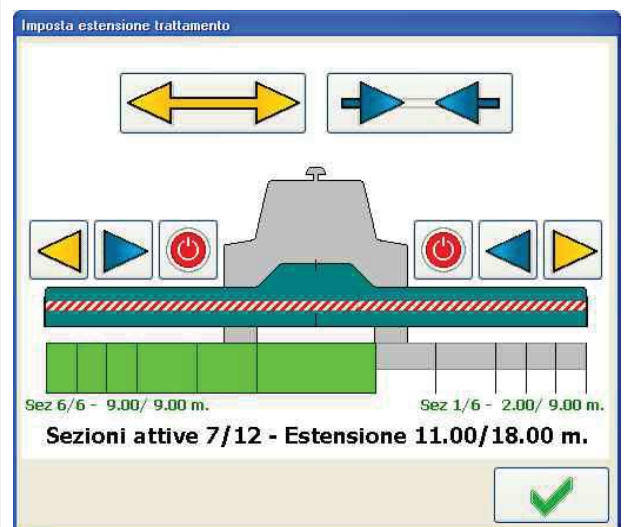 Imposta estensione trattamento
Sez 6/6 - 9.00/ 9.00 m.
Sez 1/6 - 2.00/ 9.00 m.
Sezioni attive 7/12 - Estensione 11.00/18.00 m.